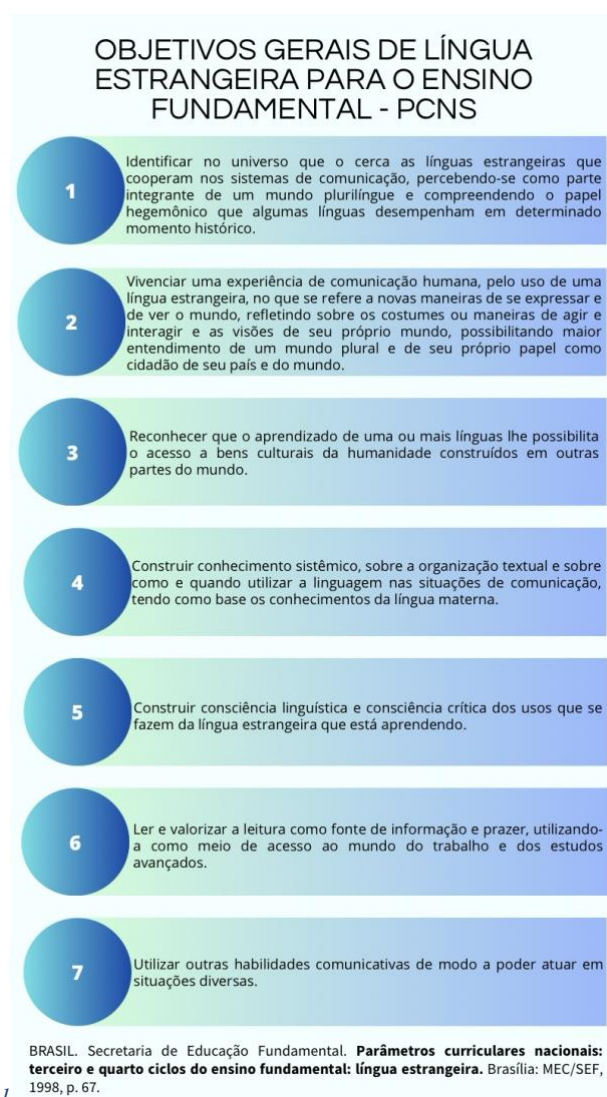 OBJETIVOS GERAIS DE LÍNGUA
ESTRANGEIRA PARA O ENSINO
FUNDAMENTAL - PCNS
1
Identificar no universo que o cerca as línguas estrangeiras que
cooperam nos sistemas de comunicação, percebendo-se como parte
integrante de um mundo plurilíngue e compreendendo o papel
hegemônico que algumas línguas desempenham em determinado
momento histórico.
2
Vivenciar uma experiência de comunicação humana, pelo uso de uma
língua estrangeira, no que se refere a novas maneiras de se expressar e
de ver o mundo, refletindo sobre os costumes ou maneiras de agir e
interagir e as visões de seu próprio mundo, possibilitando maior
entendimento de um mundo plural e de seu próprio papel como
cidadão de seu país e do mundo.
3
Reconhecer que o aprendizado de uma ou mais línguas lhe possibilita
o acesso a bens culturais da humanidade construídos em outras
partes do mundo.
4
Construir conhecimento sistêmico, sobre a organização textual e sobre
como e quando utilizar a linguagem nas situações de comunicação,
tendo como base os conhecimentos da língua materna.
5
Construir consciência linguística e consciência crítica dos usos que se
fazem da língua estrangeira que está aprendendo.
6
Ler e valorizar a leitura como fonte de informação e prazer, utilizando-
a como meio de acesso ao mundo do trabalho e dos estudos
avançados.
7
Utilizar outras habilidades comunicativas de modo a poder atuar em
situações diversas.
BRASIL. Secretaria de Educação Fundamental. Parâmetros curriculares nacionais:
terceiro e quarto ciclos do ensino fundamental: língua estrangeira. Brasília: MEC/SEF,
1998, p. 67.
1